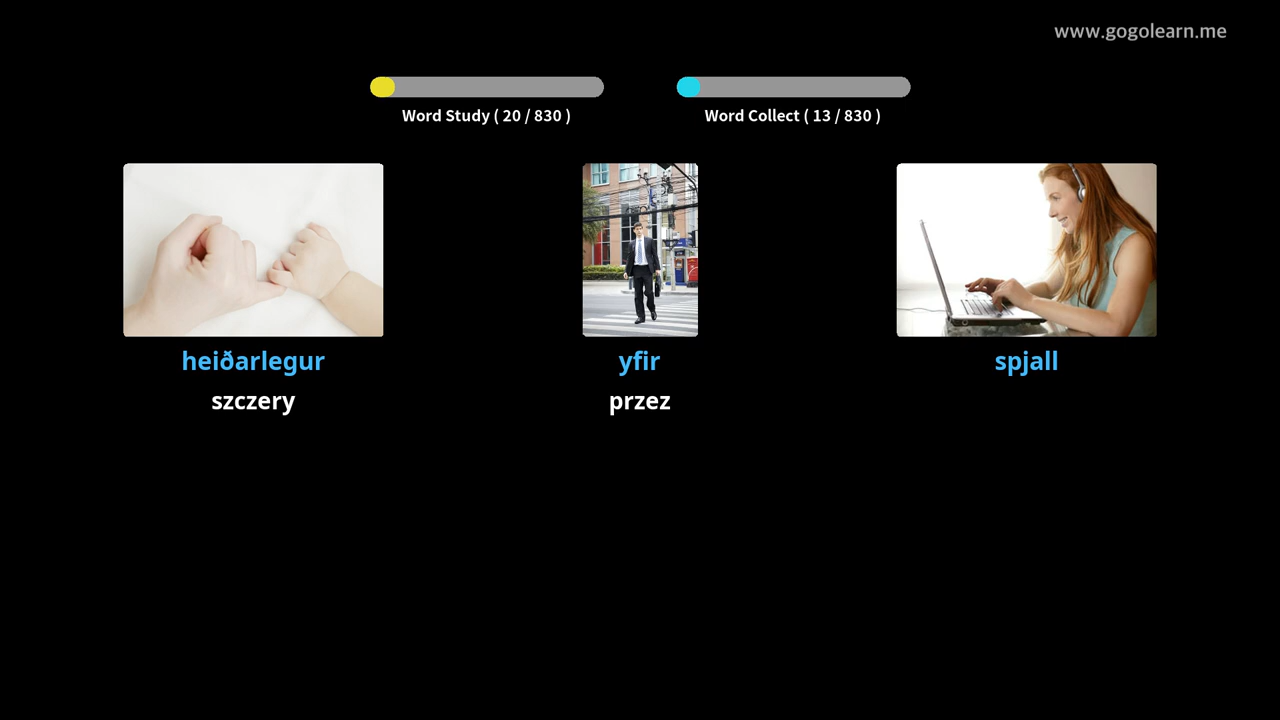 www.gogolearn.me
Word Study ( 20 / 830 )
Word Collect ( 13 / 830 )
heiðarlegur
szczery
yfir
przez
spjall